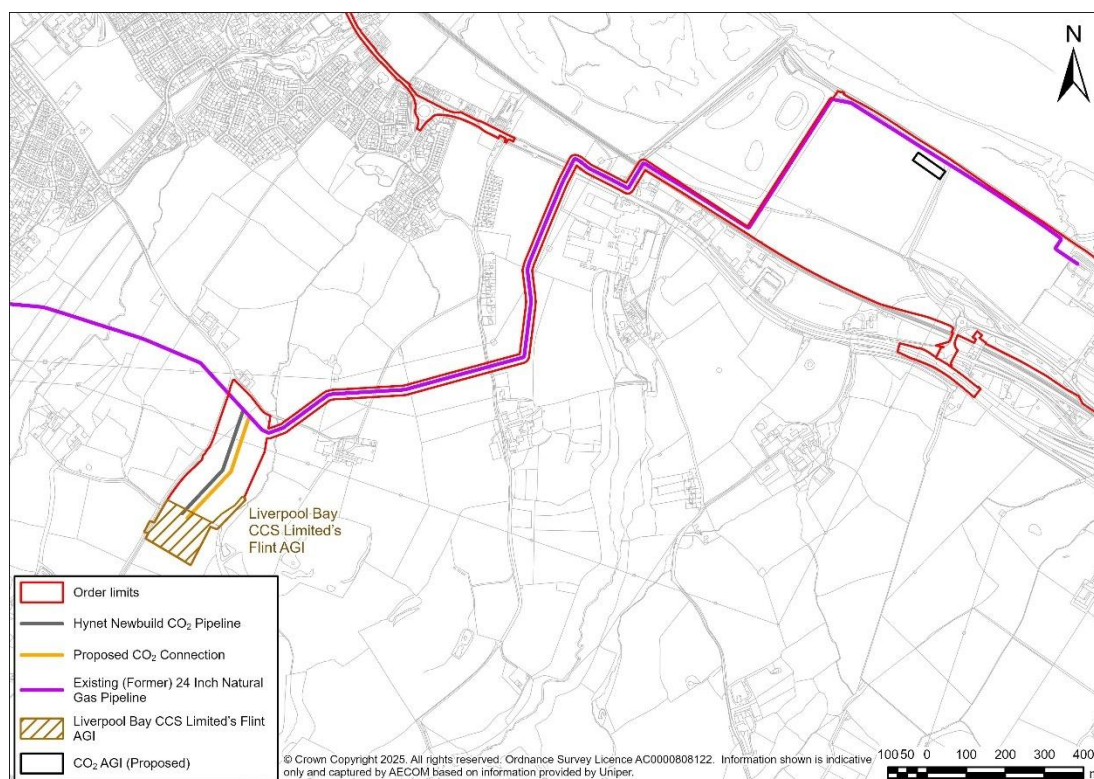 N
Liverpool Bay
CCS Limited's
Flint AGI
Order limits
Hynet Newbuild CO₂ Pipeline
Proposed CO₂ Connection
Existing (Former) 24 Inch Natural
Gas Pipeline
Liverpool Bay CCS Limited's Flint
AGI
CO₂ AGI (Proposed)
© Crown Copyright 2025. All rights reserved. Ordnance Survey Licence AC0000808122. Information shown is indicative
only and captured by AECOM based on information provided by Uniper.
100 50 0 100 200 300 400
m